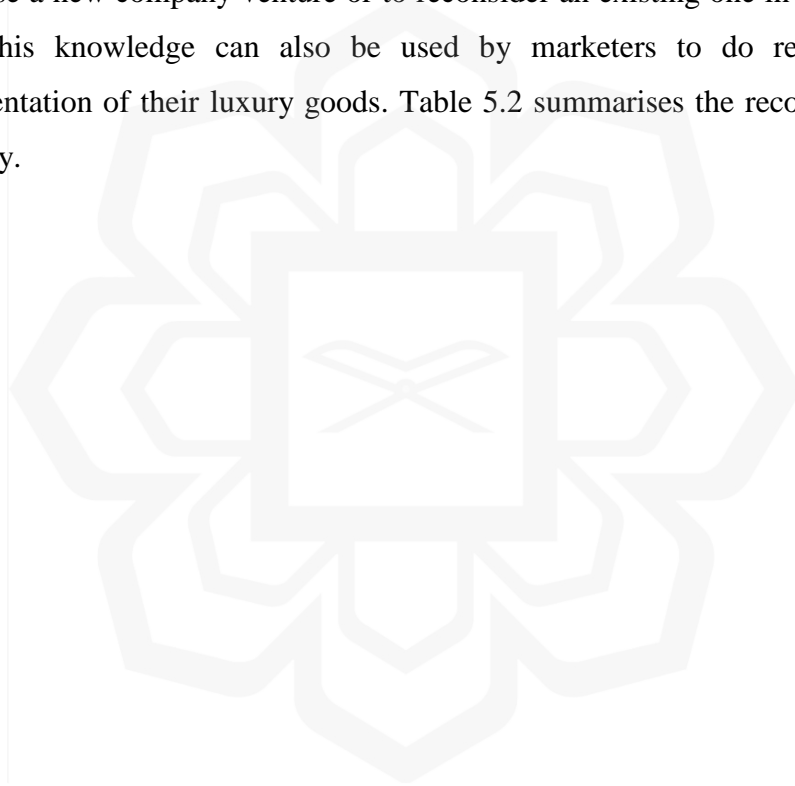 a new company venture or to reconsider an existing one in
his knowledge can also be used by marketers to do re
entation of their luxury goods. Table 5.2 summarises the reco
y.